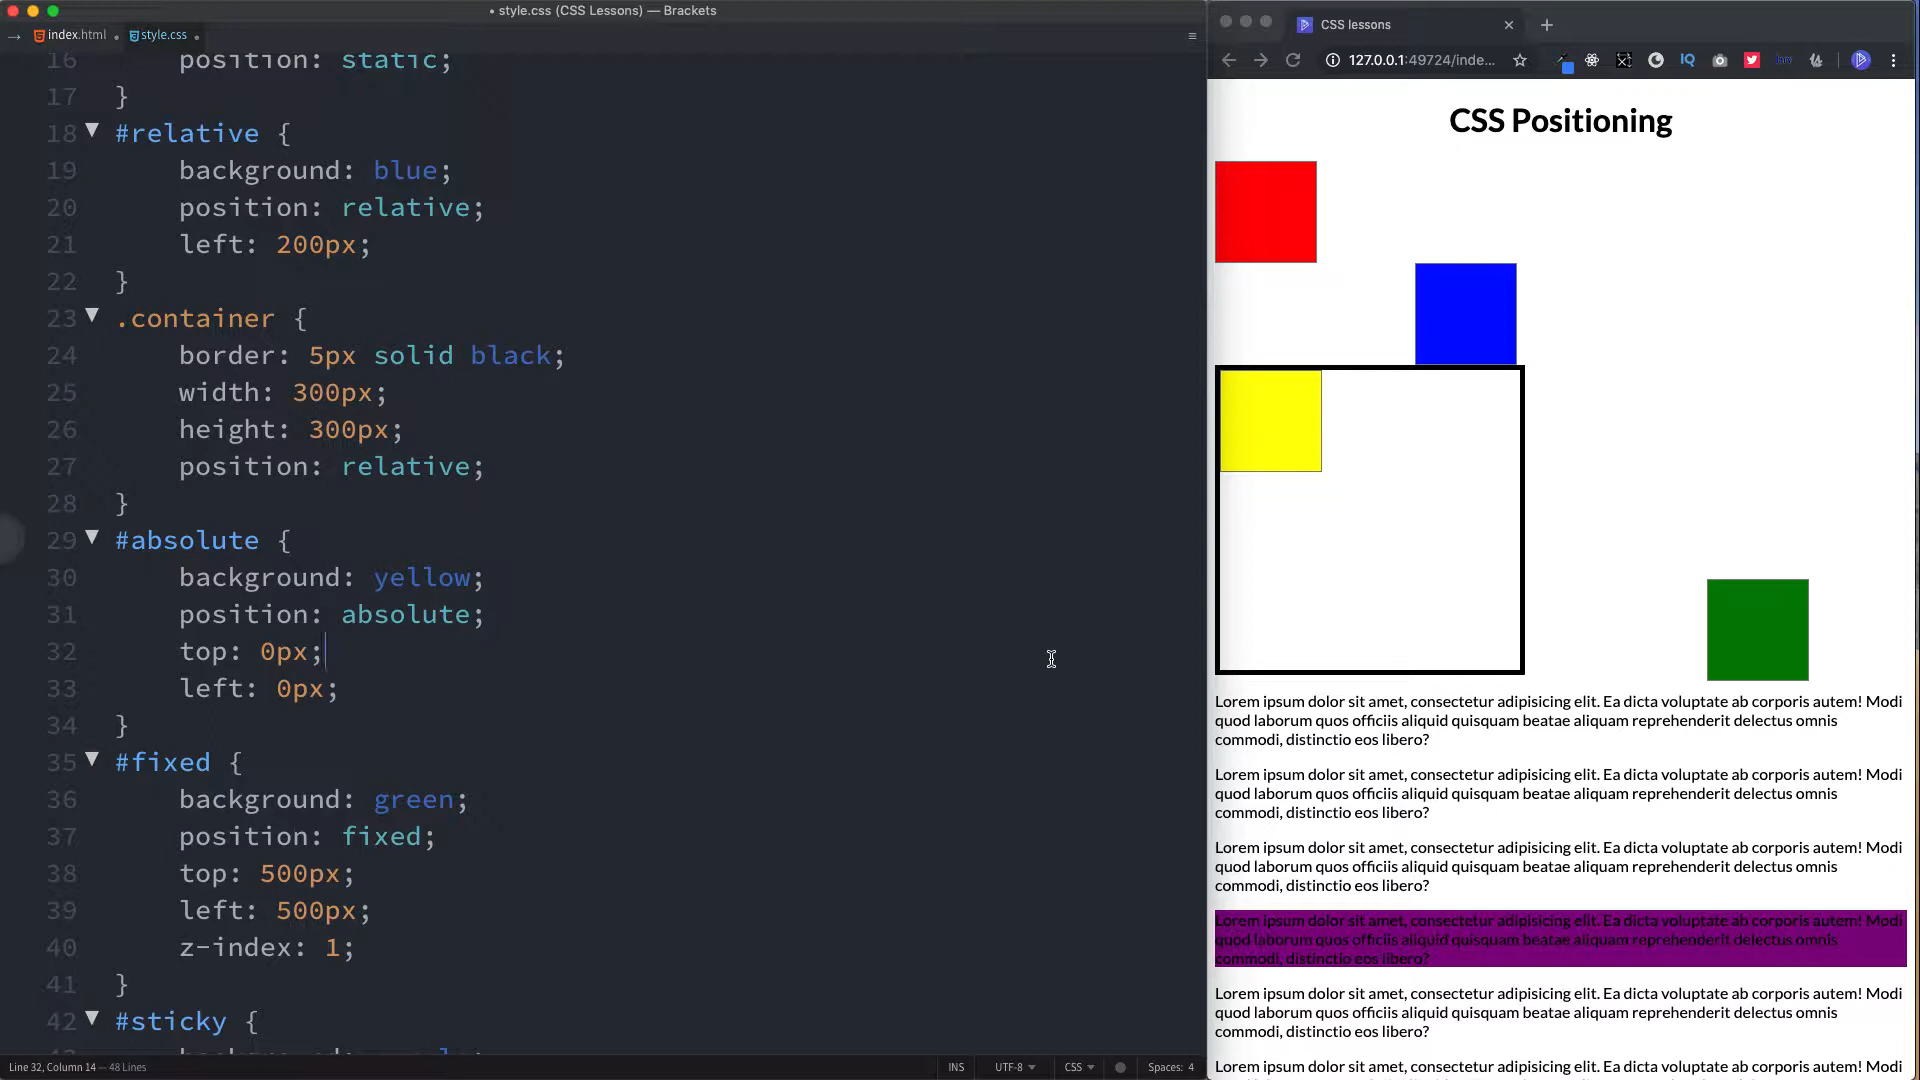 • style.css (CSS Lessons) — Brackets
index.html
style.css
16 position: static;
17 }
18 #relative {
19 background: blue;
20 position: relative;
21 left: 200px;
22 }
23 .container {
24 border: 5px solid black;
25 width: 300px;
26 height: 300px;
27 position: relative;
28 }
29 #absolute {
30 background: yellow;
31 position: absolute;
32 top: 0px;
33 left: 0px;
34 }
35 #fixed {
36 background: green;
37 position: fixed;
38 top: 500px;
39 left: 500px;
40 z-index: 1;
41 }
42 #sticky {
Line 32, Column 14 — 48 Lines
INS
UTF-8
CSS
Spaces: 4
CSS lessons
127.0.0.1:49724/inde...
IQ
CSS Positioning
Lorem ipsum dolor sit amet, consectetur adipisicing elit. Ea dicta voluptate ab corporis autem! Modi
quod laborum quos officiis aliquid quisquam beatae aliquam reprehenderit delectus omnis
commodi, distinctio eos libero?
Lorem ipsum dolor sit amet, consectetur adipisicing elit. Ea dicta voluptate ab corporis autem! Modi
quod laborum quos officiis aliquid quisquam beatae aliquam reprehenderit delectus omnis
commodi, distinctio eos libero?
Lorem ipsum dolor sit amet, consectetur adipisicing elit. Ea dicta voluptate ab corporis autem! Modi
quod laborum quos officiis aliquid quisquam beatae aliquam reprehenderit delectus omnis
commodi, distinctio eos libero?
Lorem ipsum dolor sit amet, consectetur adipisicing elit. Ea dicta voluptate ab corporis autem! Modi
quod laborum quos officiis aliquid quisquam beatae aliquam reprehenderit delectus omnis
commodi, distinctio eos libero?
Lorem ipsum dolor sit amet, consectetur adipisicing elit. Ea dicta voluptate ab corporis autem! Modi
quod laborum quos officiis aliquid quisquam beatae aliquam reprehenderit delectus omnis
commodi, distinctio eos libero?
Lorem ipsum dolor sit amet, consectetur adipisicing elit. Ea dicta voluptate ab corporis autem! Modi